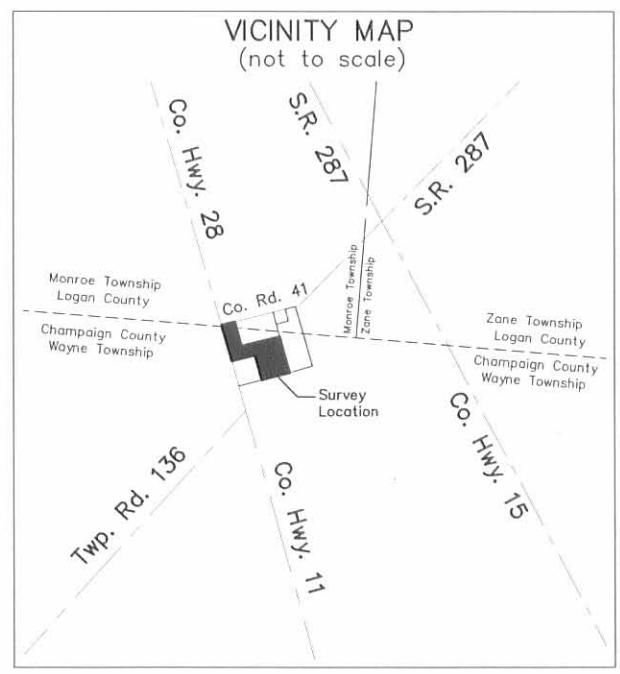 VICINITY MAP
(not to scale)
Co. Hwy. 28
S.R. 287
S.R. 287
Monroe Township
Logan County
Champaign County
Wayne Township
Co. Rd. 41
Monroe Township
Zane Township
Zane Township
Logan County
Champaign County
Wayne Township
Survey
Location
Co. Hwy. 15
Twp. Rd. 136
Co. Hwy. 11